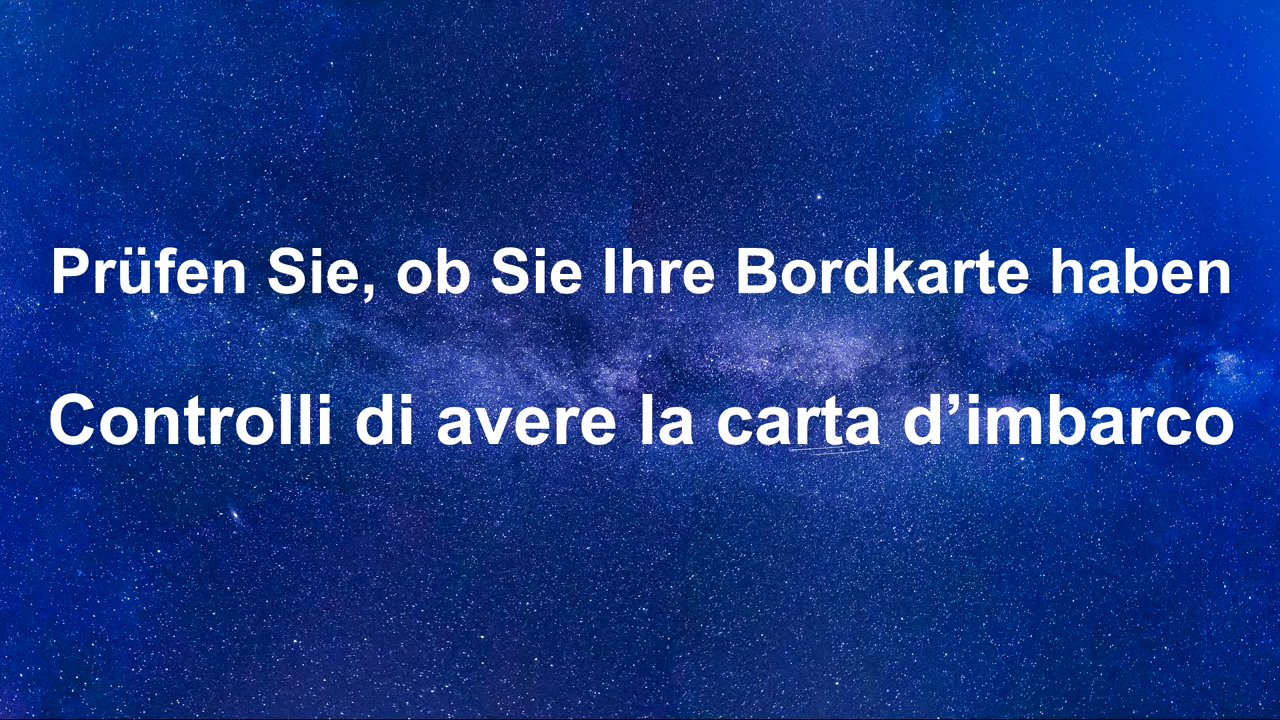 Prüfen Sie, ob Sie Ihre Bordkarte haben
Controlli di avere la carta d’imbarco